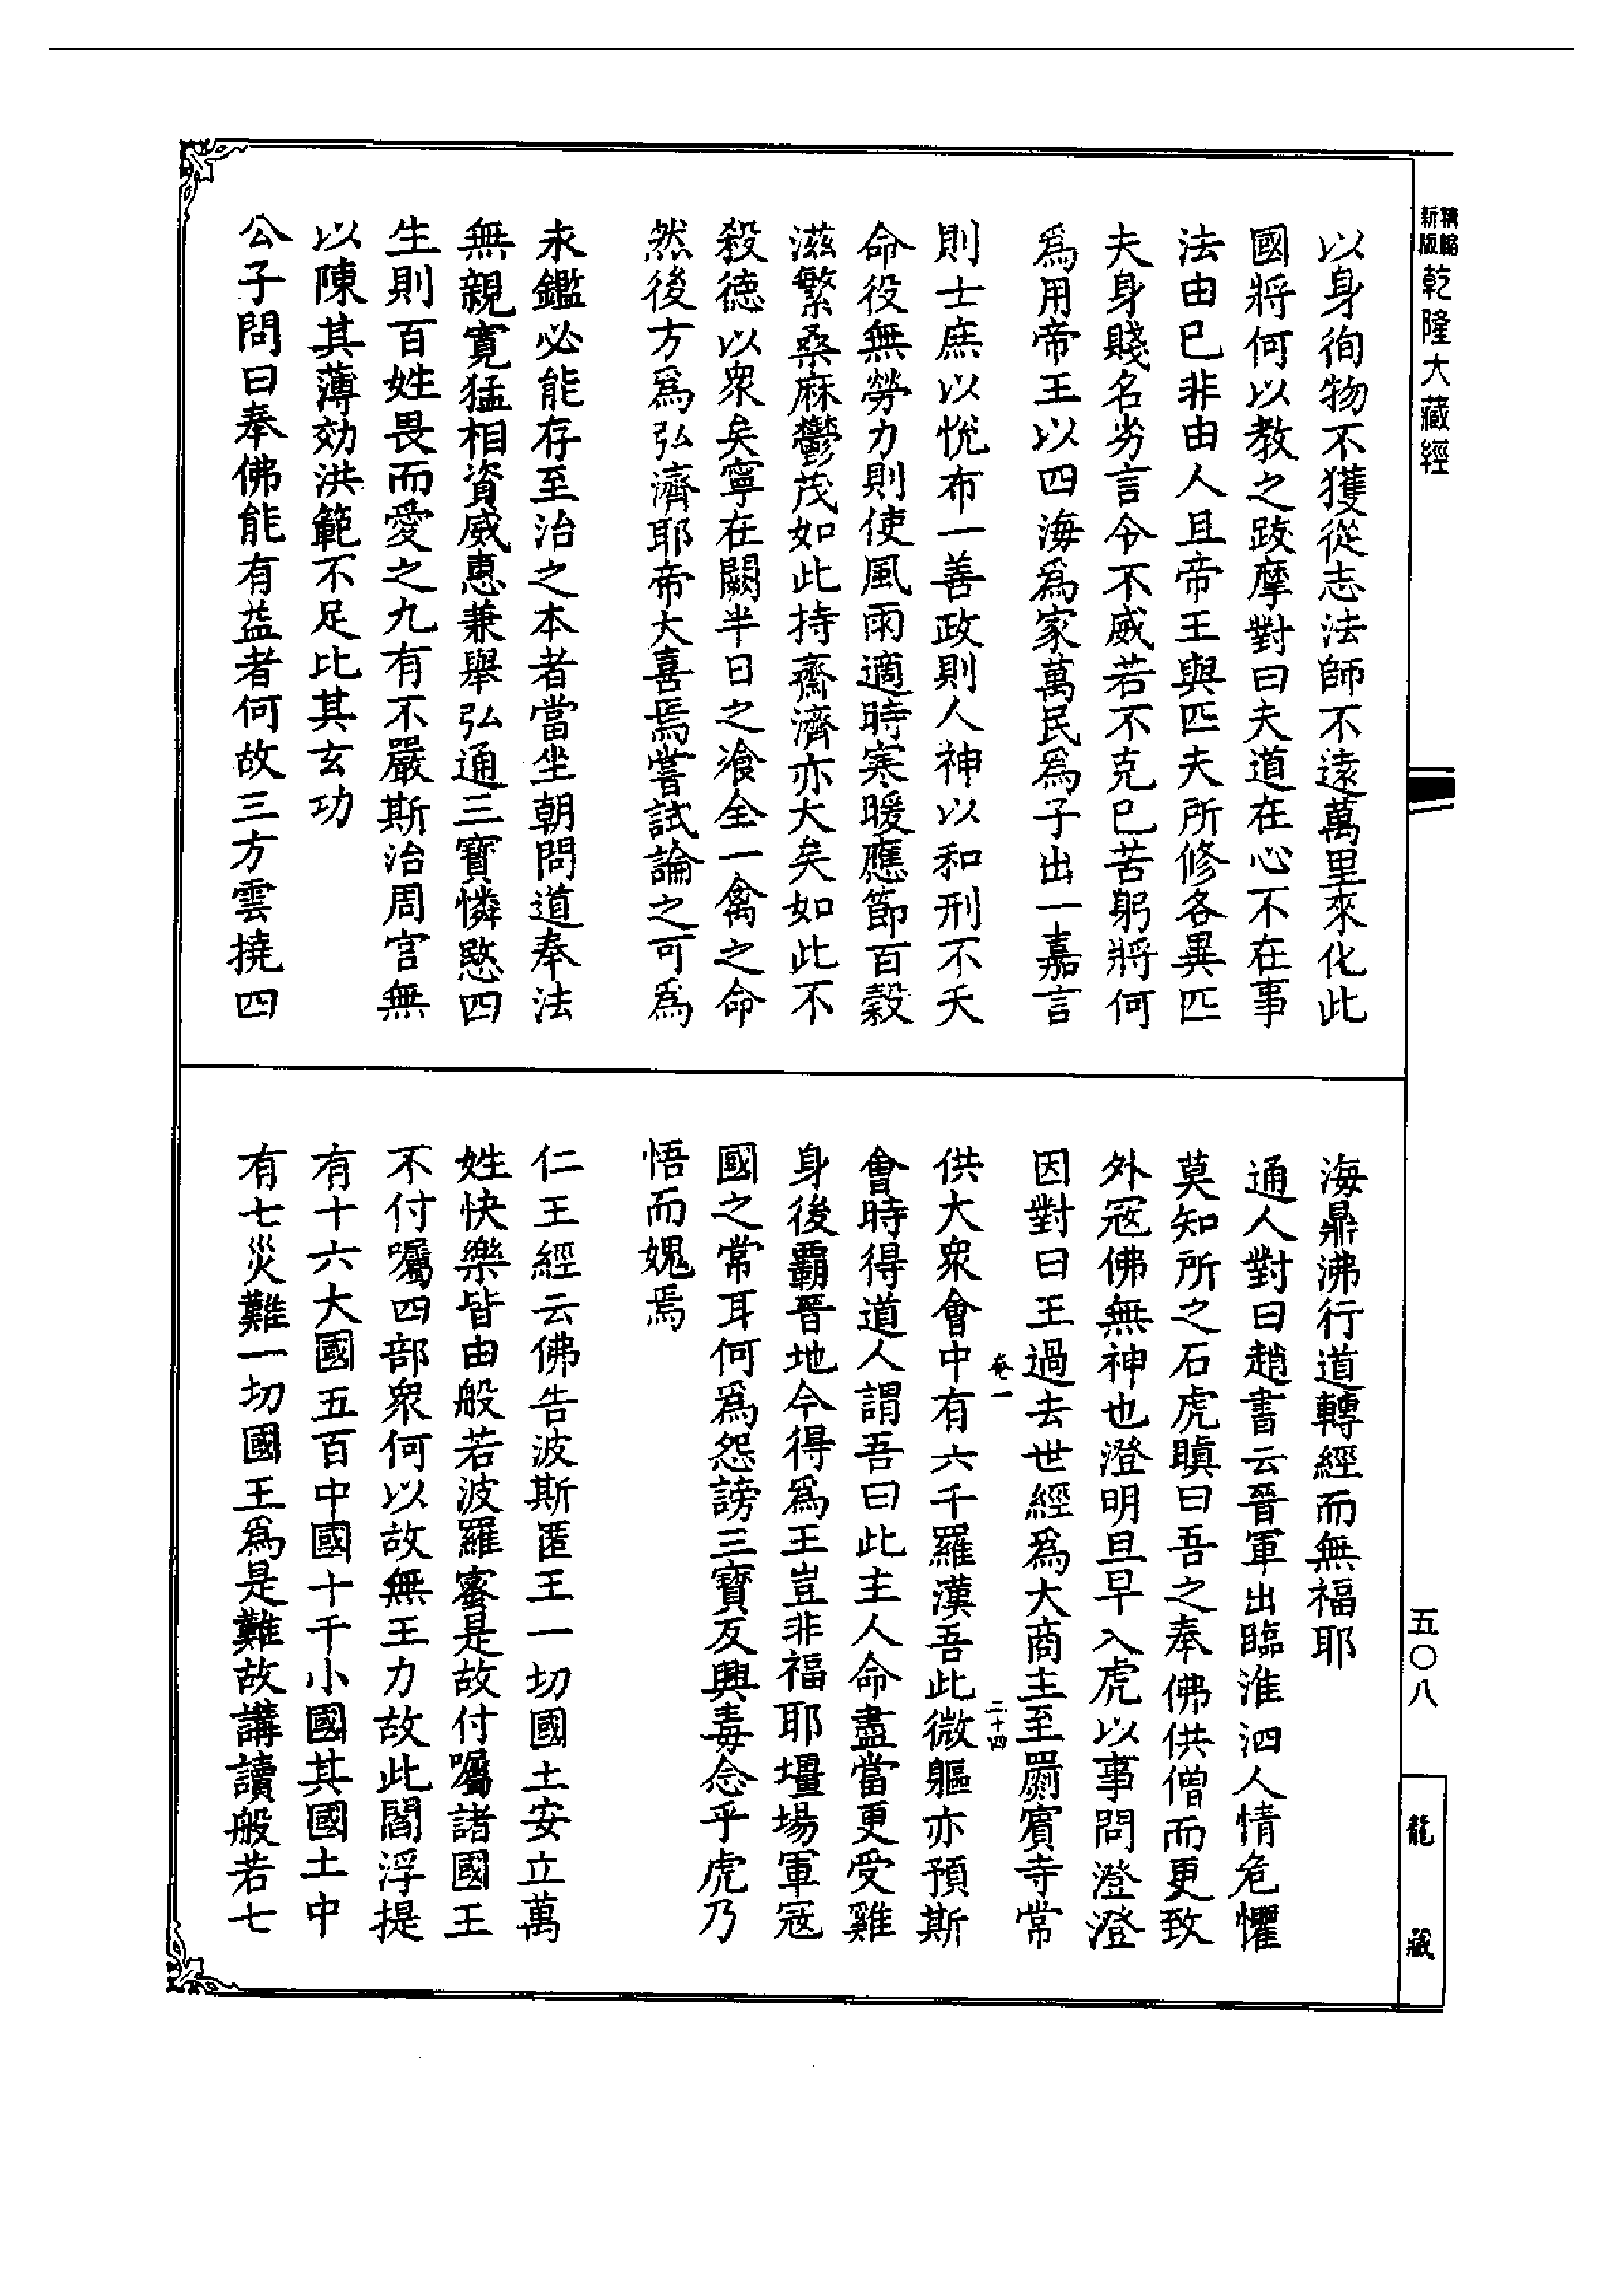 新版精縮乾隆大藏經
以身徇物不獲從志法師不遠萬里來化此
國將何以教之跋摩對曰夫道在心不在事
法由已非由人且帝王與匹夫所修各異匹
夫身賤名劣言令不威若不克已苦躬將何
爲用帝王以四海爲家萬民爲子出一嘉言
則士庶以悅布一善政則人神以和刑不夭
命役無勞力則使風雨適時寒暖應節百穀
滋繁桑麻鬱茂如此持齋濟亦大矣如此不
殺德以衆矣寧在闕半日之飡全一禽之命
然後方爲弘濟耶帝大喜焉嘗試論之可爲
永鑑必能存至治之本者當坐朝問道奉法
無親寬猛相資威惠兼舉弘通三寶憐愍四
生則百姓畏而愛之九有不嚴斯治周官無
以陳其薄効洪範不足比其玄功
公子問曰奉佛能有益者何故三方雲撓四
海鼎沸行道轉經而無福耶
通人對曰趙書云晉軍出臨淮泗人情危懼
莫知所之石虎瞋曰吾之奉佛供僧而更致
外冦佛無神也澄明旦早入虎以事問澄澄
因對曰王過去世經爲大商主至罽賓寺常
卷一 二十四
供大衆會中有六千羅漢吾此微軀亦預斯
會時得道人謂吾曰此主人命盡當更受雞
身後覇晉地今得爲王豈非福耶壃場軍冦
國之常耳何爲怨謗三寶反興毒念乎虎乃
悟而媿焉
仁王經云佛告波斯匿王一切國土安立萬
姓快樂皆由般若波羅蜜是故付囑諸國王
不付囑四部衆何以故無王力故此閻浮提
有十六大國五百中國十千小國其國土中
有七災難一切國王爲是難故講讀般若七
五〇八
龍藏